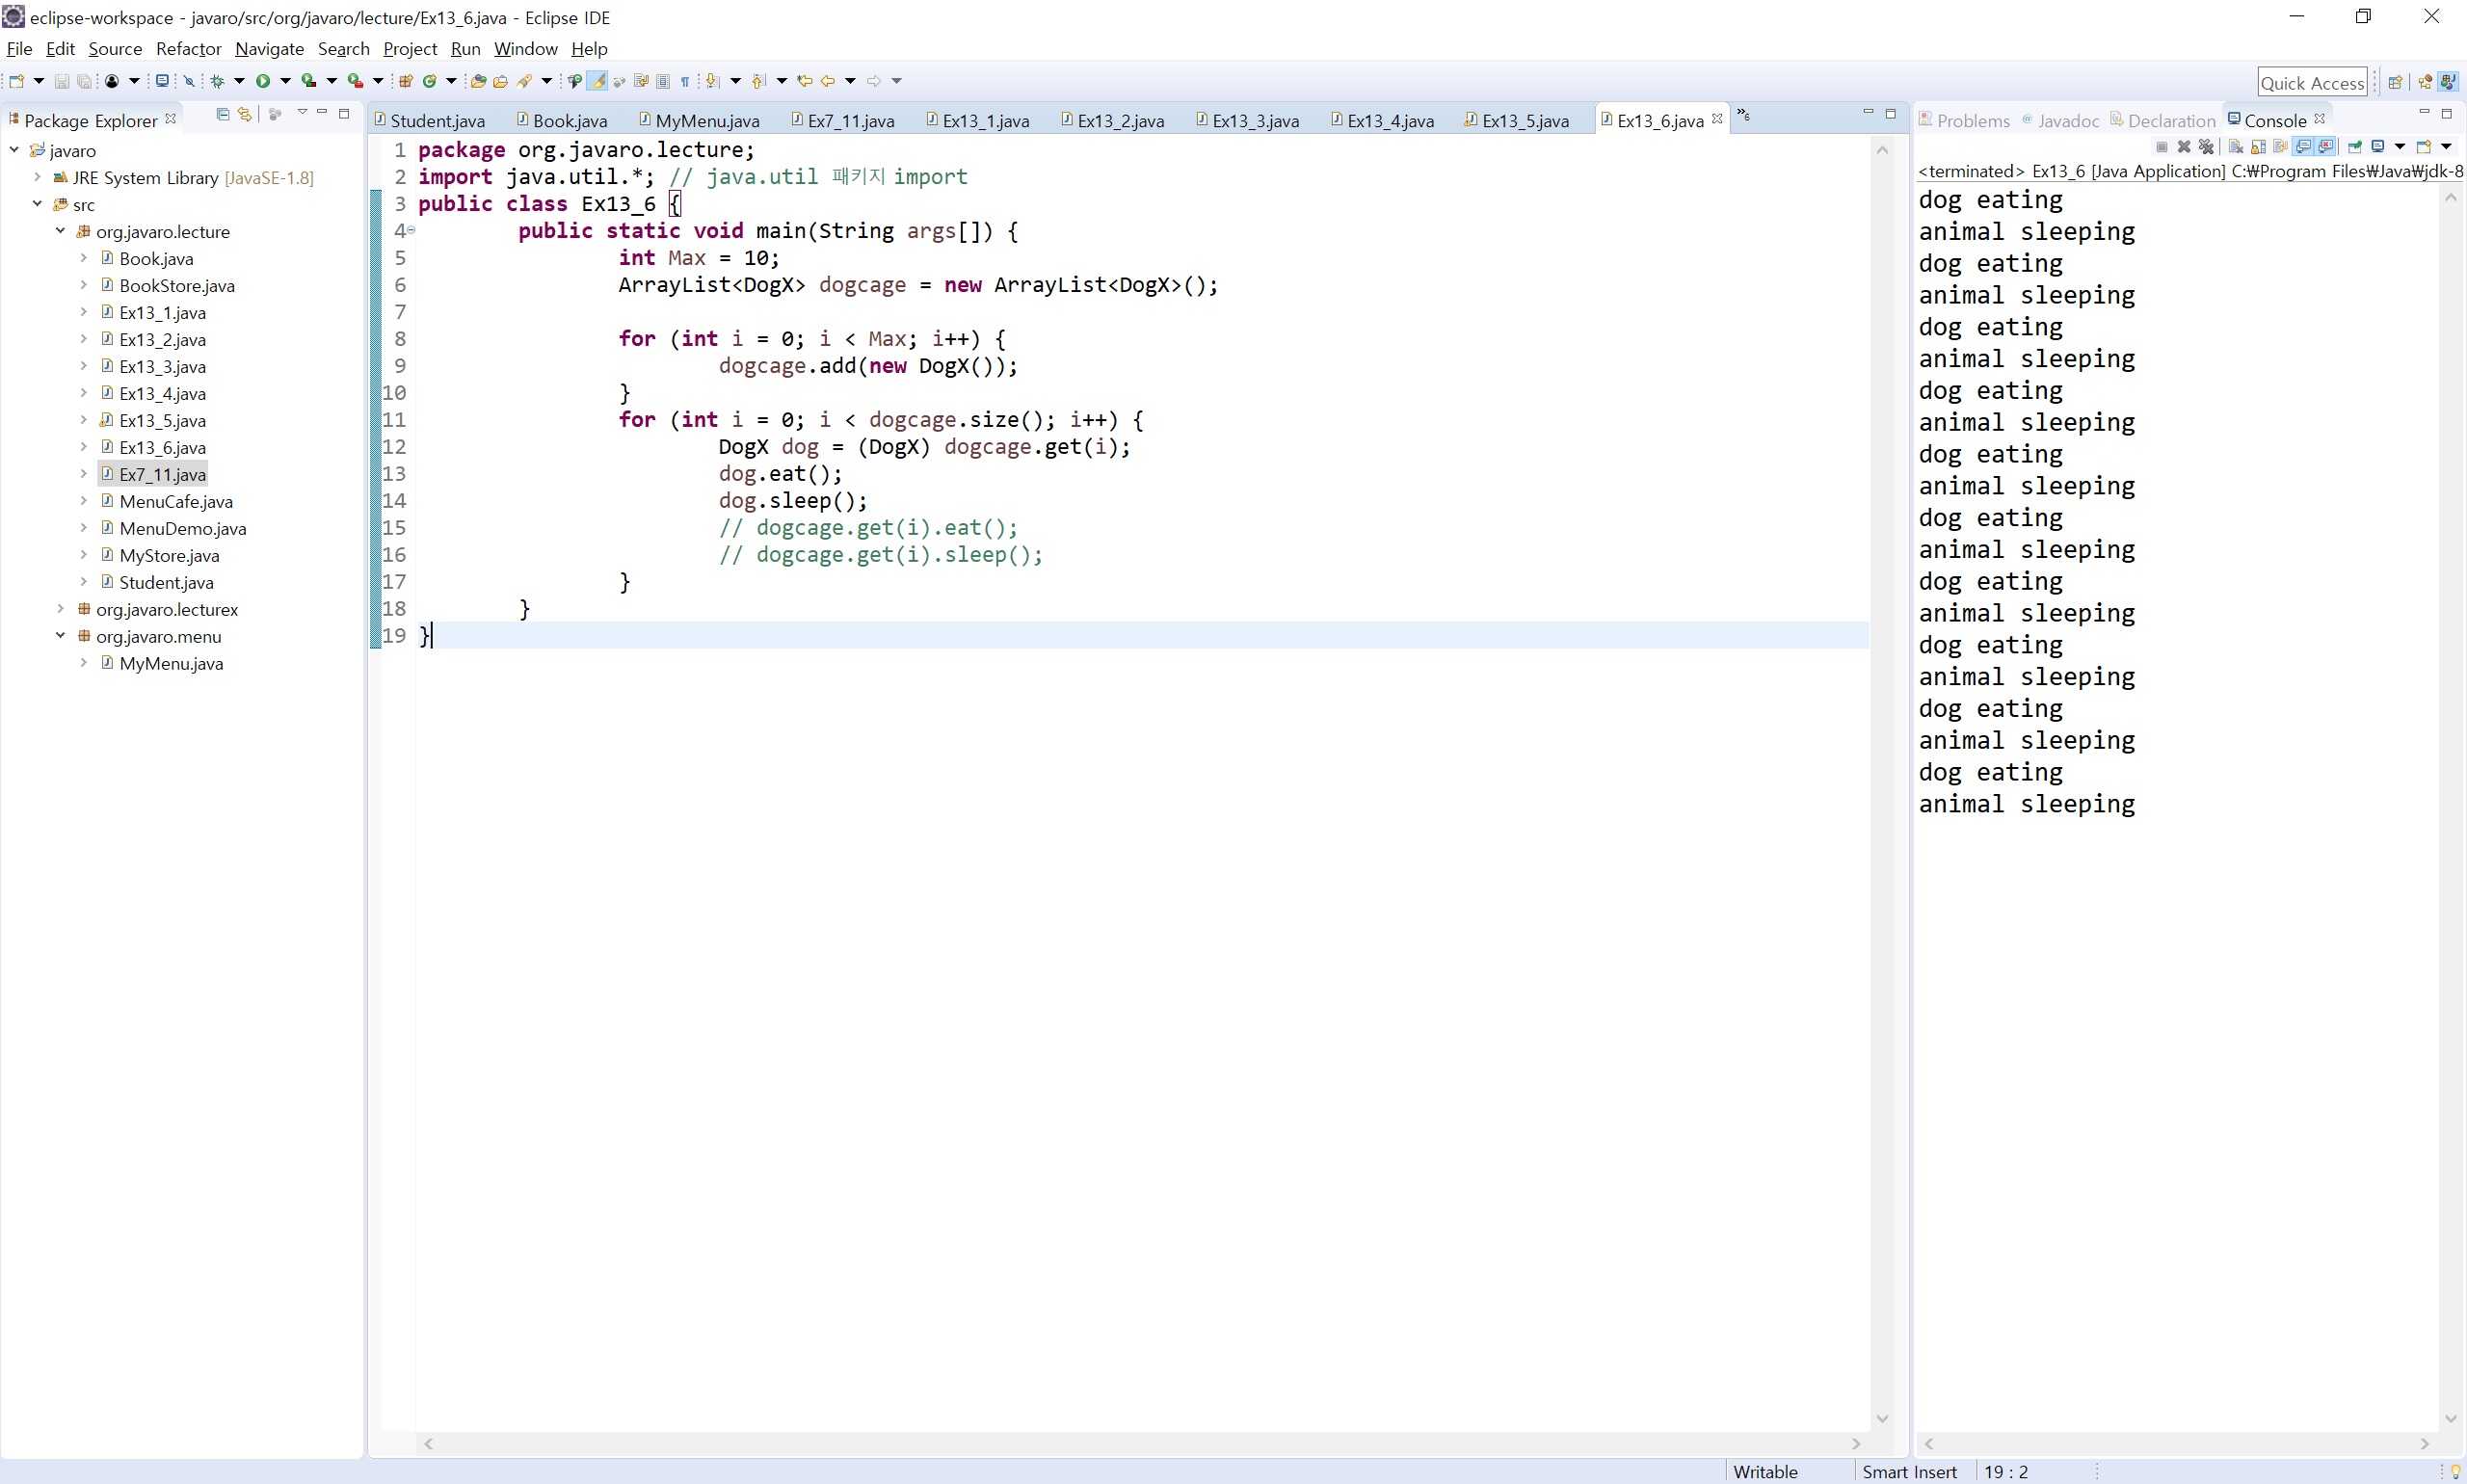 eclipse-workspace - javaro/src/org/javaro/lecture/Ex13_6.java - Eclipse IDE
File Edit Source Refactor Navigate Search Project Run Window Help
Quick Access
Package Explorer
javaro
JRE System Library [JavaSE-1.8]
src
org.javaro.lecture
Book.java
BookStore.java
Ex13_1.java
Ex13_2.java
Ex13_3.java
Ex13_4.java
Ex13_5.java
Ex13_6.java
Ex7_11.java
MenuCafe.java
MenuDemo.java
MyStore.java
Student.java
org.javaro.lecturex
org.javaro.menu
MyMenu.java
Student.java Book.java MyMenu.java Ex7_11.java Ex13_1.java Ex13_2.java Ex13_3.java Ex13_4.java Ex13_5.java Ex13_6.java »6
1 package org.javaro.lecture;
2 import java.util.*; // java.util 패키지 import
3 public class Ex13_6 {
4 public static void main(String args[]) {
5 int Max = 10;
6 ArrayList<DogX> dogcage = new ArrayList<DogX>();
7
8 for (int i = 0; i < Max; i++) {
9 dogcage.add(new DogX());
10 }
11 for (int i = 0; i < dogcage.size(); i++) {
12 DogX dog = (DogX) dogcage.get(i);
13 dog.eat();
14 dog.sleep();
15 // dogcage.get(i).eat();
16 // dogcage.get(i).sleep();
17 }
18 }
19 }
Problems Javadoc Declaration Console
<terminated> Ex13_6 [Java Application] C:₩Program Files₩Java₩jdk-8
dog eating
animal sleeping
dog eating
animal sleeping
dog eating
animal sleeping
dog eating
animal sleeping
dog eating
animal sleeping
dog eating
animal sleeping
dog eating
animal sleeping
dog eating
animal sleeping
dog eating
animal sleeping
dog eating
animal sleeping
Writable Smart Insert 19 : 2